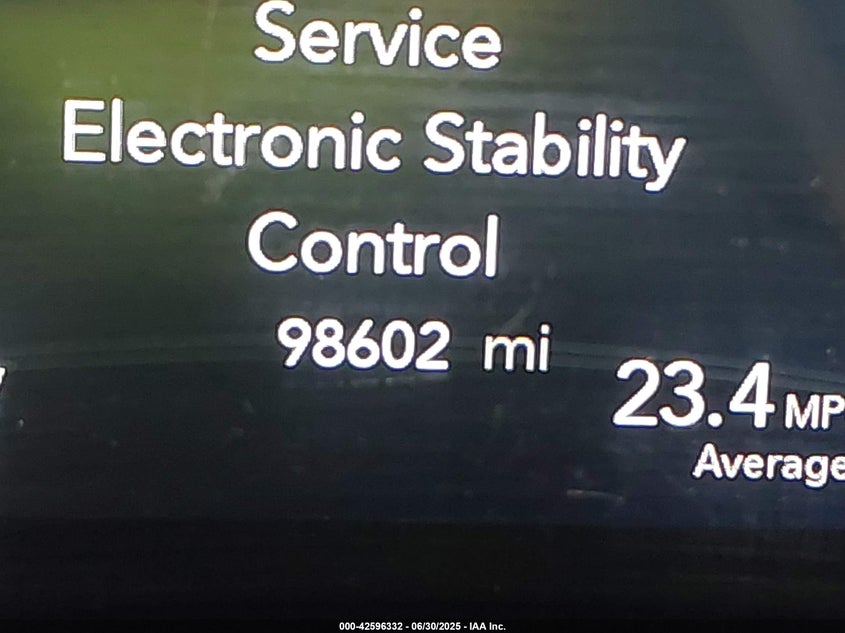 Service
Electronic Stability
Control
98602 mi
23.4 MP
Average
000-42596332 - 06/30/2025 - IAA Inc.